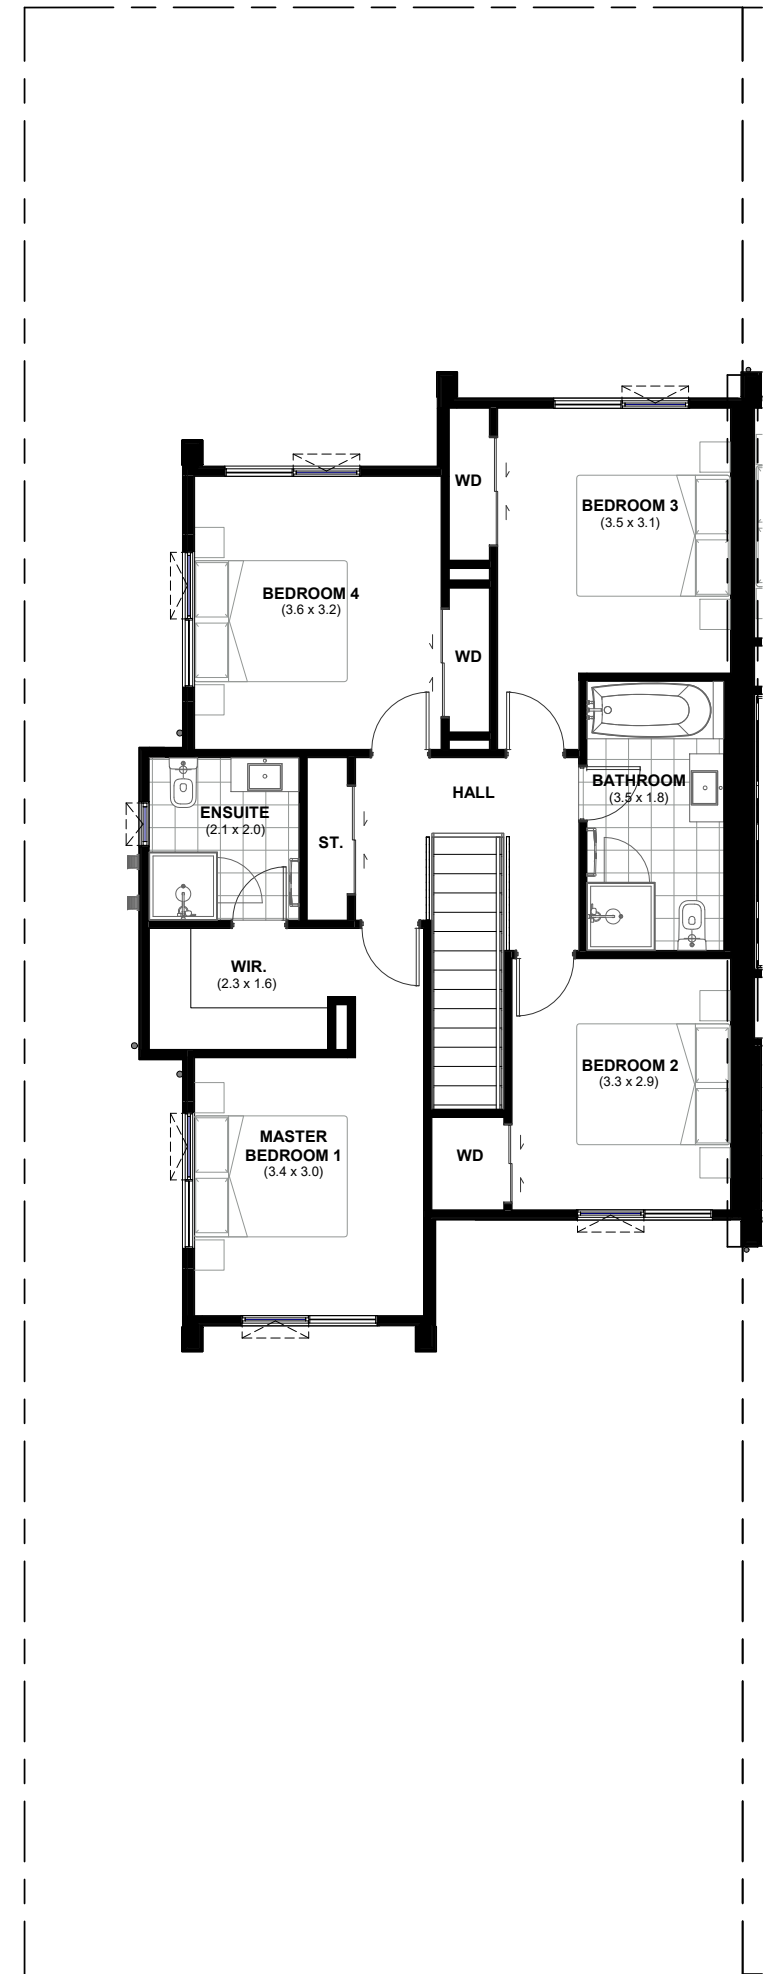 WD
BEDROOM 3
(3.5 x 3.1)
BEDROOM 4
(3.6 x 3.2)
WD
HALL
BATHROOM
(3.5 x 1.8)
ENSUITE
(2.1 x 2.0)
ST.
WIR.
(2.3 x 1.6)
BEDROOM 2
(3.3 x 2.9)
MASTER
BEDROOM 1
(3.4 x 3.0)
WD